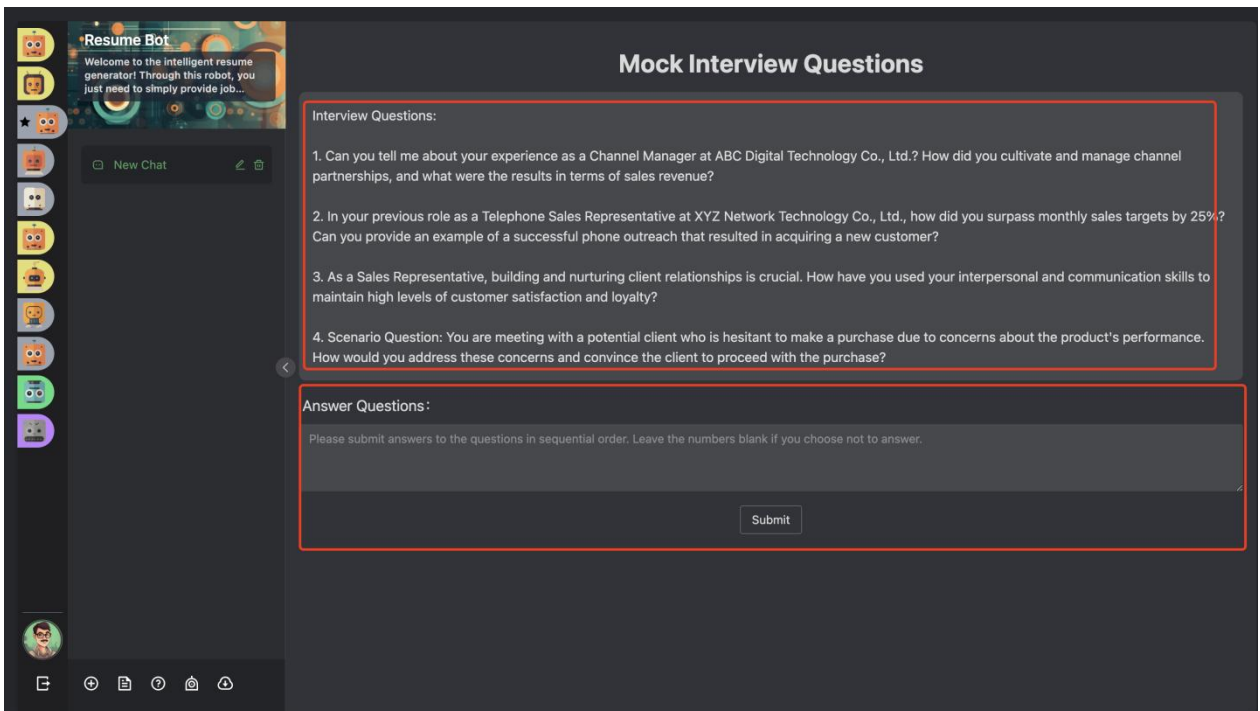 Resume Bot
Welcome to the intelligent resume
generator! Through this robot, you
just need to simply provide job...
New Chat
Mock Interview Questions
Interview Questions:
1. Can you tell me about your experience as a Channel Manager at ABC Digital Technology Co., Ltd.? How did you cultivate and manage channel
partnerships, and what were the results in terms of sales revenue?
2. In your previous role as a Telephone Sales Representative at XYZ Network Technology Co., Ltd., how did you surpass monthly sales targets by 25%?
Can you provide an example of a successful phone outreach that resulted in acquiring a new customer?
3. As a Sales Representative, building and nurturing client relationships is crucial. How have you used your interpersonal and communication skills to
maintain high levels of customer satisfaction and loyalty?
4. Scenario Question: You are meeting with a potential client who is hesitant to make a purchase due to concerns about the product's performance.
How would you address these concerns and convince the client to proceed with the purchase?
Answer Questions：
Please submit answers to the questions in sequential order. Leave the numbers blank if you choose not to answer.
Submit